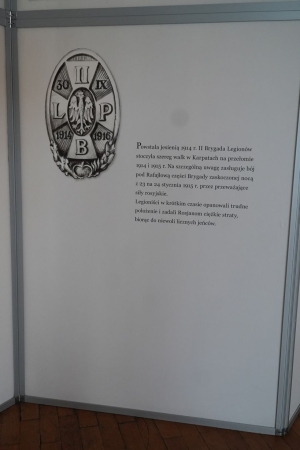 II
30 IX
L P
1914 1916
B
Powstała jesienią 1914 r. II Brygada Legionów
stoczyła szereg walk w Karpatach na przełomie
1914 i 1915 r. Na szczególną uwagę zasługuje bój
pod Rafajłową części Brygady zaskoczonej nocą
z 23 na 24 stycznia 1915 r. przez przeważające
siły rosyjskie.
Legioniści w krótkim czasie opanowali trudne
położenie i zadali Rosjanom ciężkie straty,
biorąc do niewoli licznych jeńców.